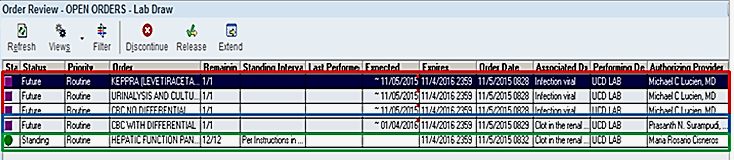 Order Review - OPEN ORDERS - Lab Draw
Refresh Views Filter Discontinue Release Extend
Sta Status Priority Order Remainin Standing Interva Last Performe Expected Expires Order Date Associated Dx Performing De Authorizing Provider
Future Routine KEPPRA (LEVETIRACETA... 1/1 ~ 11/05/2015 11/4/2016 2359 11/5/2015 0828 Infection viral UCD LAB Michael C Lucien, MD
Future Routine URINALYSIS AND CULTU... 1/1 ~ 11/05/2015 11/4/2016 2359 11/5/2015 0828 Infection viral UCD LAB Michael C Lucien, MD
Future Routine CBC NO DIFFERENTIAL 1/1 ~ 11/05/2015 11/4/2016 2359 11/5/2015 0828 Infection viral UCD LAB Michael C Lucien, MD
Future Routine CBC WITH DIFFERENTIAL 1/1 ~ 01/04/2016 11/4/2016 2359 11/5/2015 0829 Clot in the renal ... UCD LAB Prasanth N. Surampudi, ...
Standing Routine HEPATIC FUNCTION PAN... 12/12 Per Instructions in ... 11/4/2016 2359 11/5/2015 0832 Clot in the renal ... UCD LAB Maria Rosario Cisneros